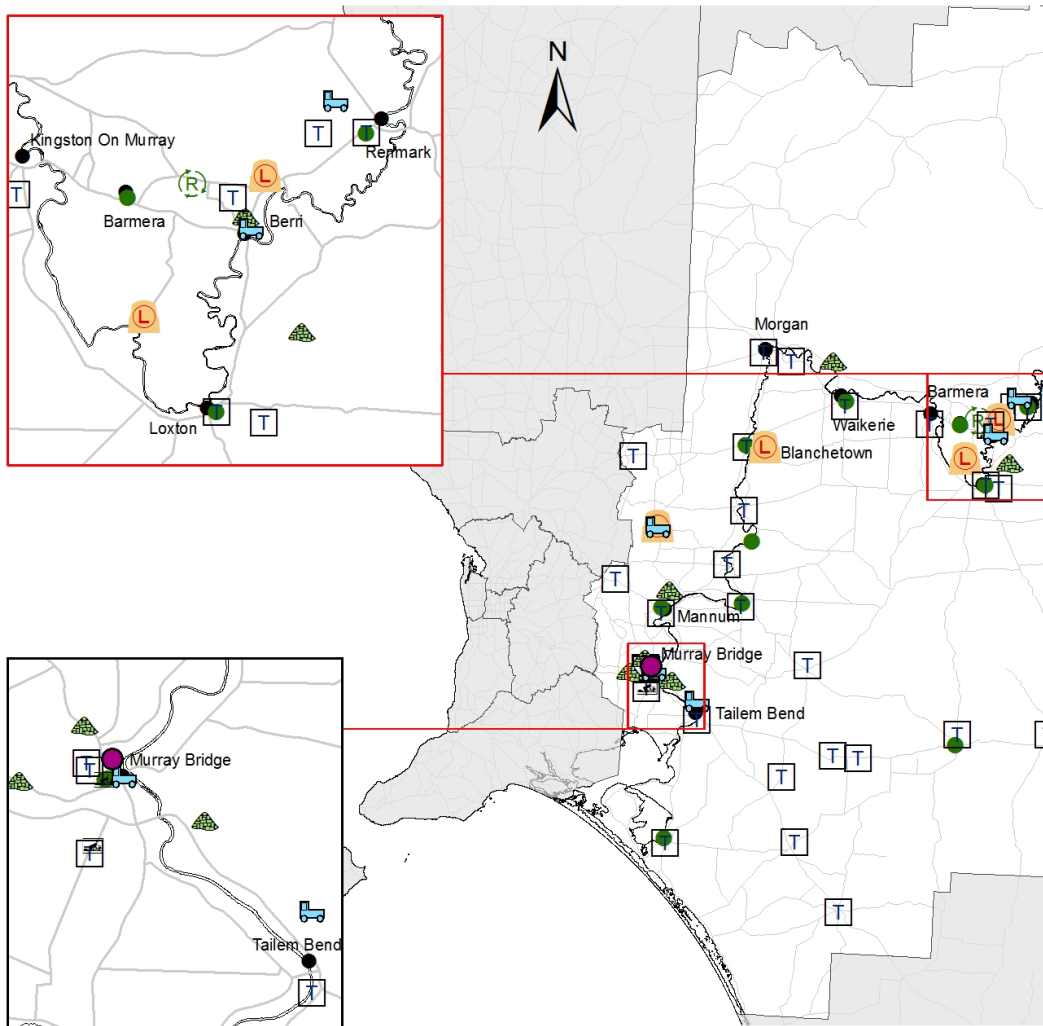 N
T
T
Kingston On Murray
Renmark
R
L
T
T
Barmera
Berri
L
T
Loxton
T
Morgan
T
T
Barmera
Waikerie
T
T
R
L
T
T
L
Blanchetown
T
L
T
T
T
S
T
T
T
Mannum
Murray Bridge
T
T
Tailem Bend
T
T
T
T
T
T
T
T
Murray Bridge
T
T
Tailem Bend
T